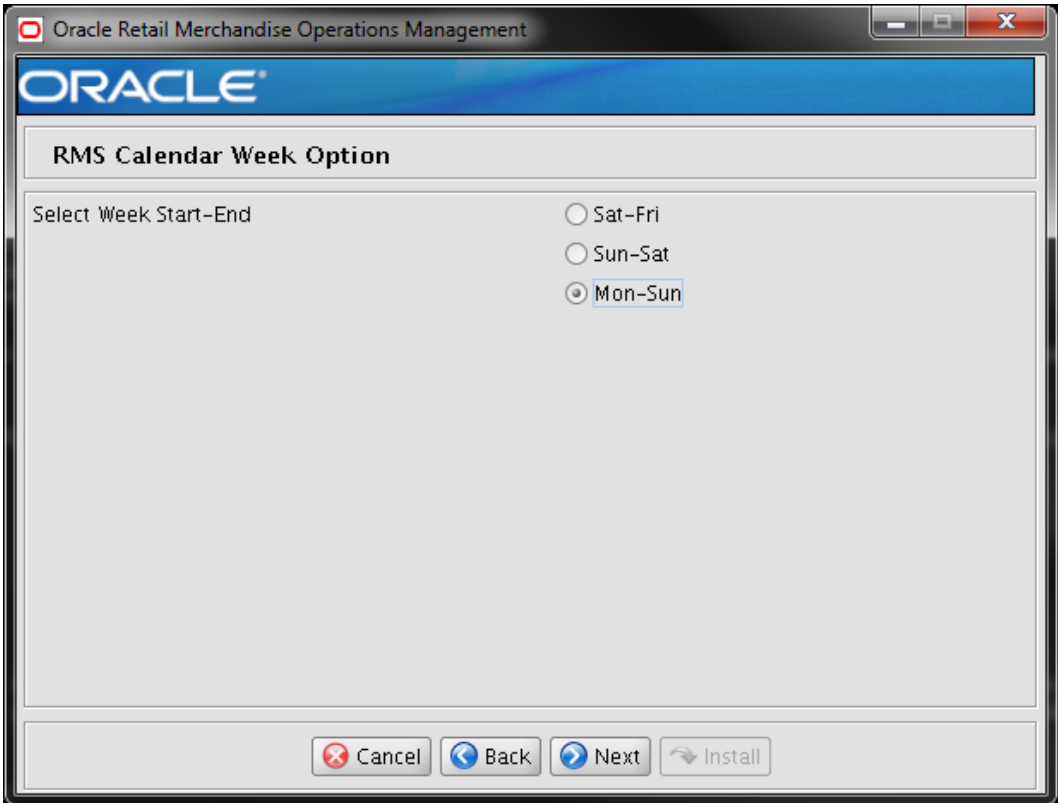 Oracle Retail Merchandise Operations Management
ORACLE®
RMS Calendar Week Option
Select Week Start-End
Sat-Fri
Sun-Sat
Mon-Sun
Cancel Back Next Install